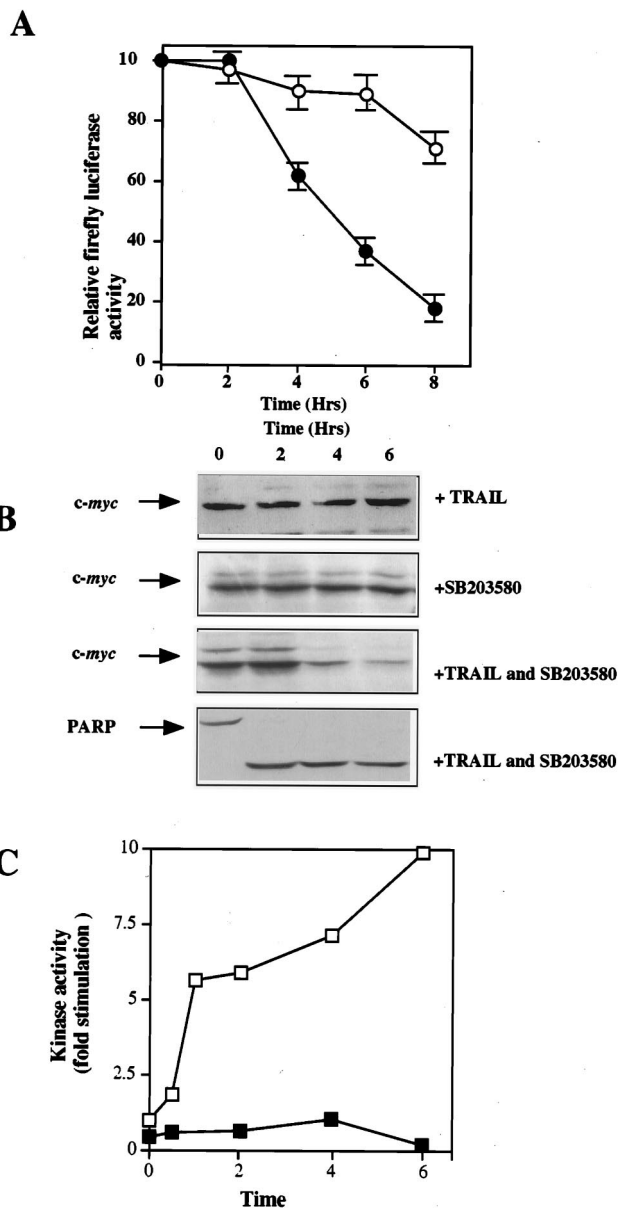 A
Relative firefly luciferase
activity
10
80
60
40
20
0
0 2 4 6 8
Time (Hrs)
Time (Hrs)
0 2 4 6
B
c-myc + TRAIL
c-myc +SB203580
c-myc +TRAIL and SB203580
PARP +TRAIL and SB203580
C
Kinase activity
(fold stimulation )
10
7.5
5
2.5
0
0 2 4 6
Time